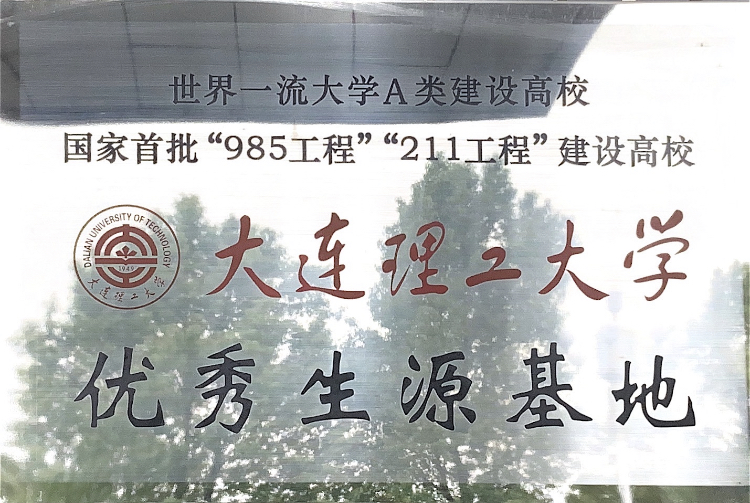 世界一流大学A类建设高校
国家首批“985工程”“211工程”建设高校
DALIAN UNIVERSITY OF TECHNOLOGY
1949
大连理工大学
大连理工大学
优秀生源基地